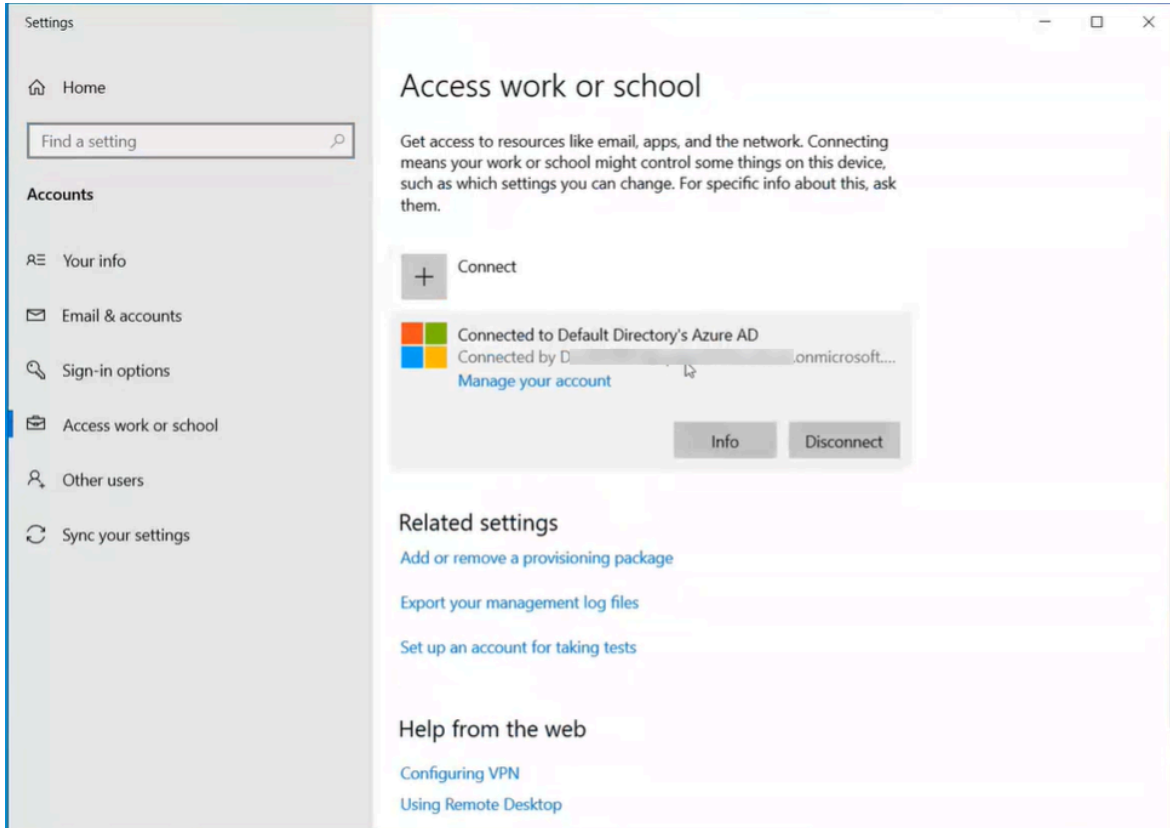 Settings
Home
Find a setting
Accounts
Your info
Email & accounts
Sign-in options
Access work or school
Other users
Sync your settings
Access work or school
Get access to resources like email, apps, and the network. Connecting
means your work or school might control some things on this device,
such as which settings you can change. For specific info about this, ask
them.
Connect
Connected to Default Directory's Azure AD
Connected by D .onmicrosoft....
Manage your account
Info
Disconnect
Related settings
Add or remove a provisioning package
Export your management log files
Set up an account for taking tests
Help from the web
Configuring VPN
Using Remote Desktop